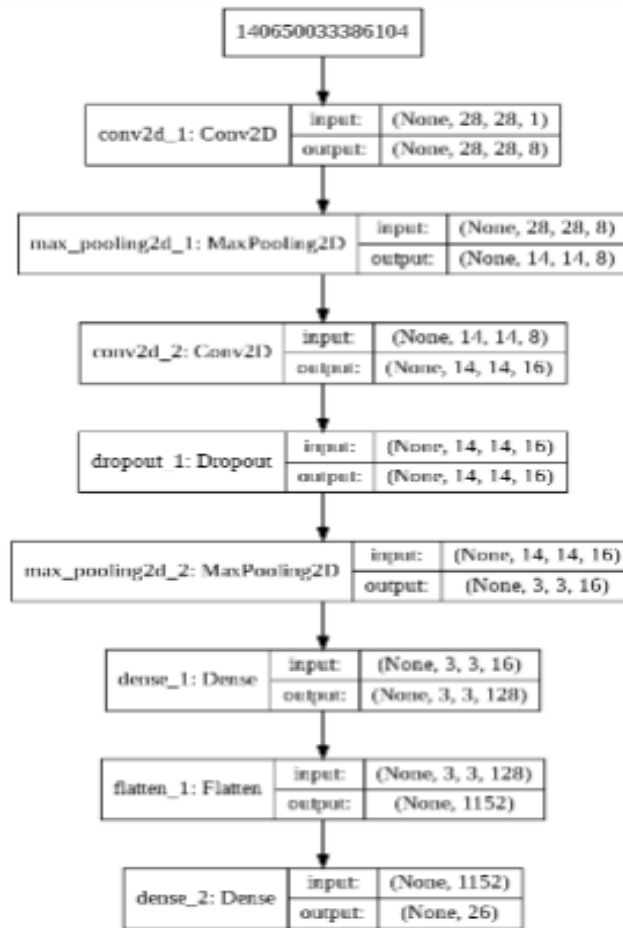 140650033386104
conv2d_1: Conv2D
input: (None, 28, 28, 1)
output: (None, 28, 28, 8)
max_pooling2d_1: MaxPooling2D
input: (None, 28, 28, 8)
output: (None, 14, 14, 8)
conv2d_2: Conv2D
input: (None, 14, 14, 8)
output: (None, 14, 14, 16)
dropout_1: Dropout
input: (None, 14, 14, 16)
output: (None, 14, 14, 16)
max_pooling2d_2: MaxPooling2D
input: (None, 14, 14, 16)
output: (None, 3, 3, 16)
dense_1: Dense
input: (None, 3, 3, 16)
output: (None, 3, 3, 128)
flatten_1: Flatten
input: (None, 3, 3, 128)
output: (None, 1152)
dense_2: Dense
input: (None, 1152)
output: (None, 26)